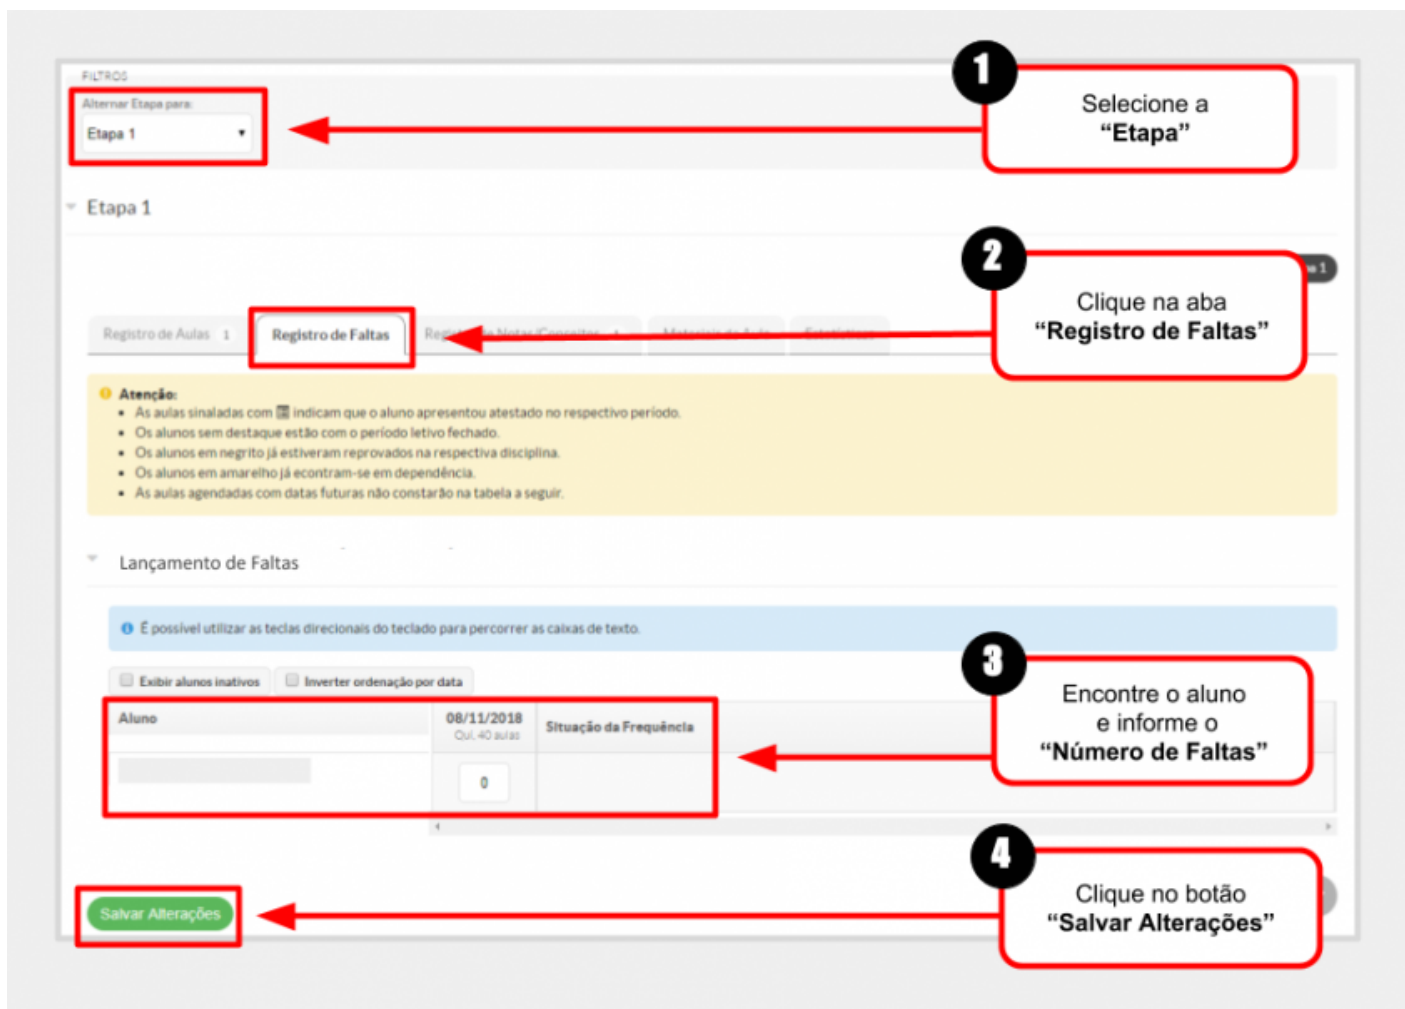 FILTROS
Alternar Etapa para:
Etapa 1
1
Selecione a
“Etapa”
Etapa 1
2
1
Clique na aba
“Registro de Faltas”
Registro de Aulas 1
Registro de Faltas
Atenção:
As aulas sinaladas com indicam que o aluno apresentou atestado no respectivo período.
Os alunos sem destaque estão com o período letivo fechado.
Os alunos em negrito já estiveram reprovados na respectiva disciplina.
Os alunos em amarelho já econtram-se em dependência.
As aulas agendadas com datas futuras não constarão na tabela a seguir.
Lançamento de Faltas
É possível utilizar as teclas direcionais do teclado para percorrer as caixas de texto.
Exibir alunos inativos
Inverter ordenação por data
3
Encontre o aluno
e informe o
“Número de Faltas”
Aluno
08/11/2018
Qui, 40 aulas
Situação da Frequência
0
4
Clique no botão
“Salvar Alterações”
Salvar Alterações